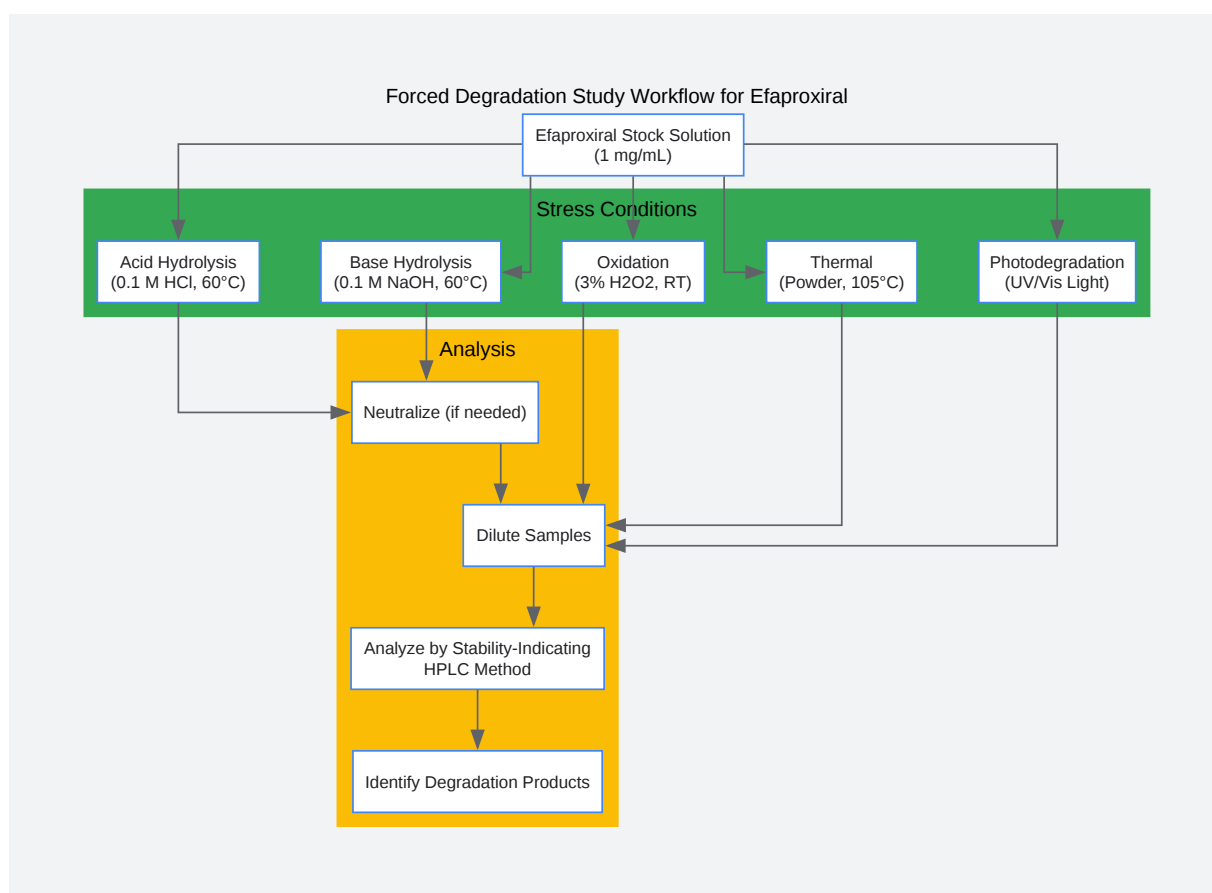 Forced Degradation Study Workflow for Efaproxiral
Efaproxiral Stock Solution
(1 mg/mL)
Stress Conditions
Acid Hydrolysis
(0.1 M HCl, 60°C)
Base Hydrolysis
(0.1 M NaOH, 60°C)
Oxidation
(3% H2O2, RT)
Thermal
(Powder, 105°C)
Photodegradation
(UV/Vis Light)
Analysis
Neutralize (if needed)
Dilute Samples
Analyze by Stability-Indicating
HPLC Method
Identify Degradation Products